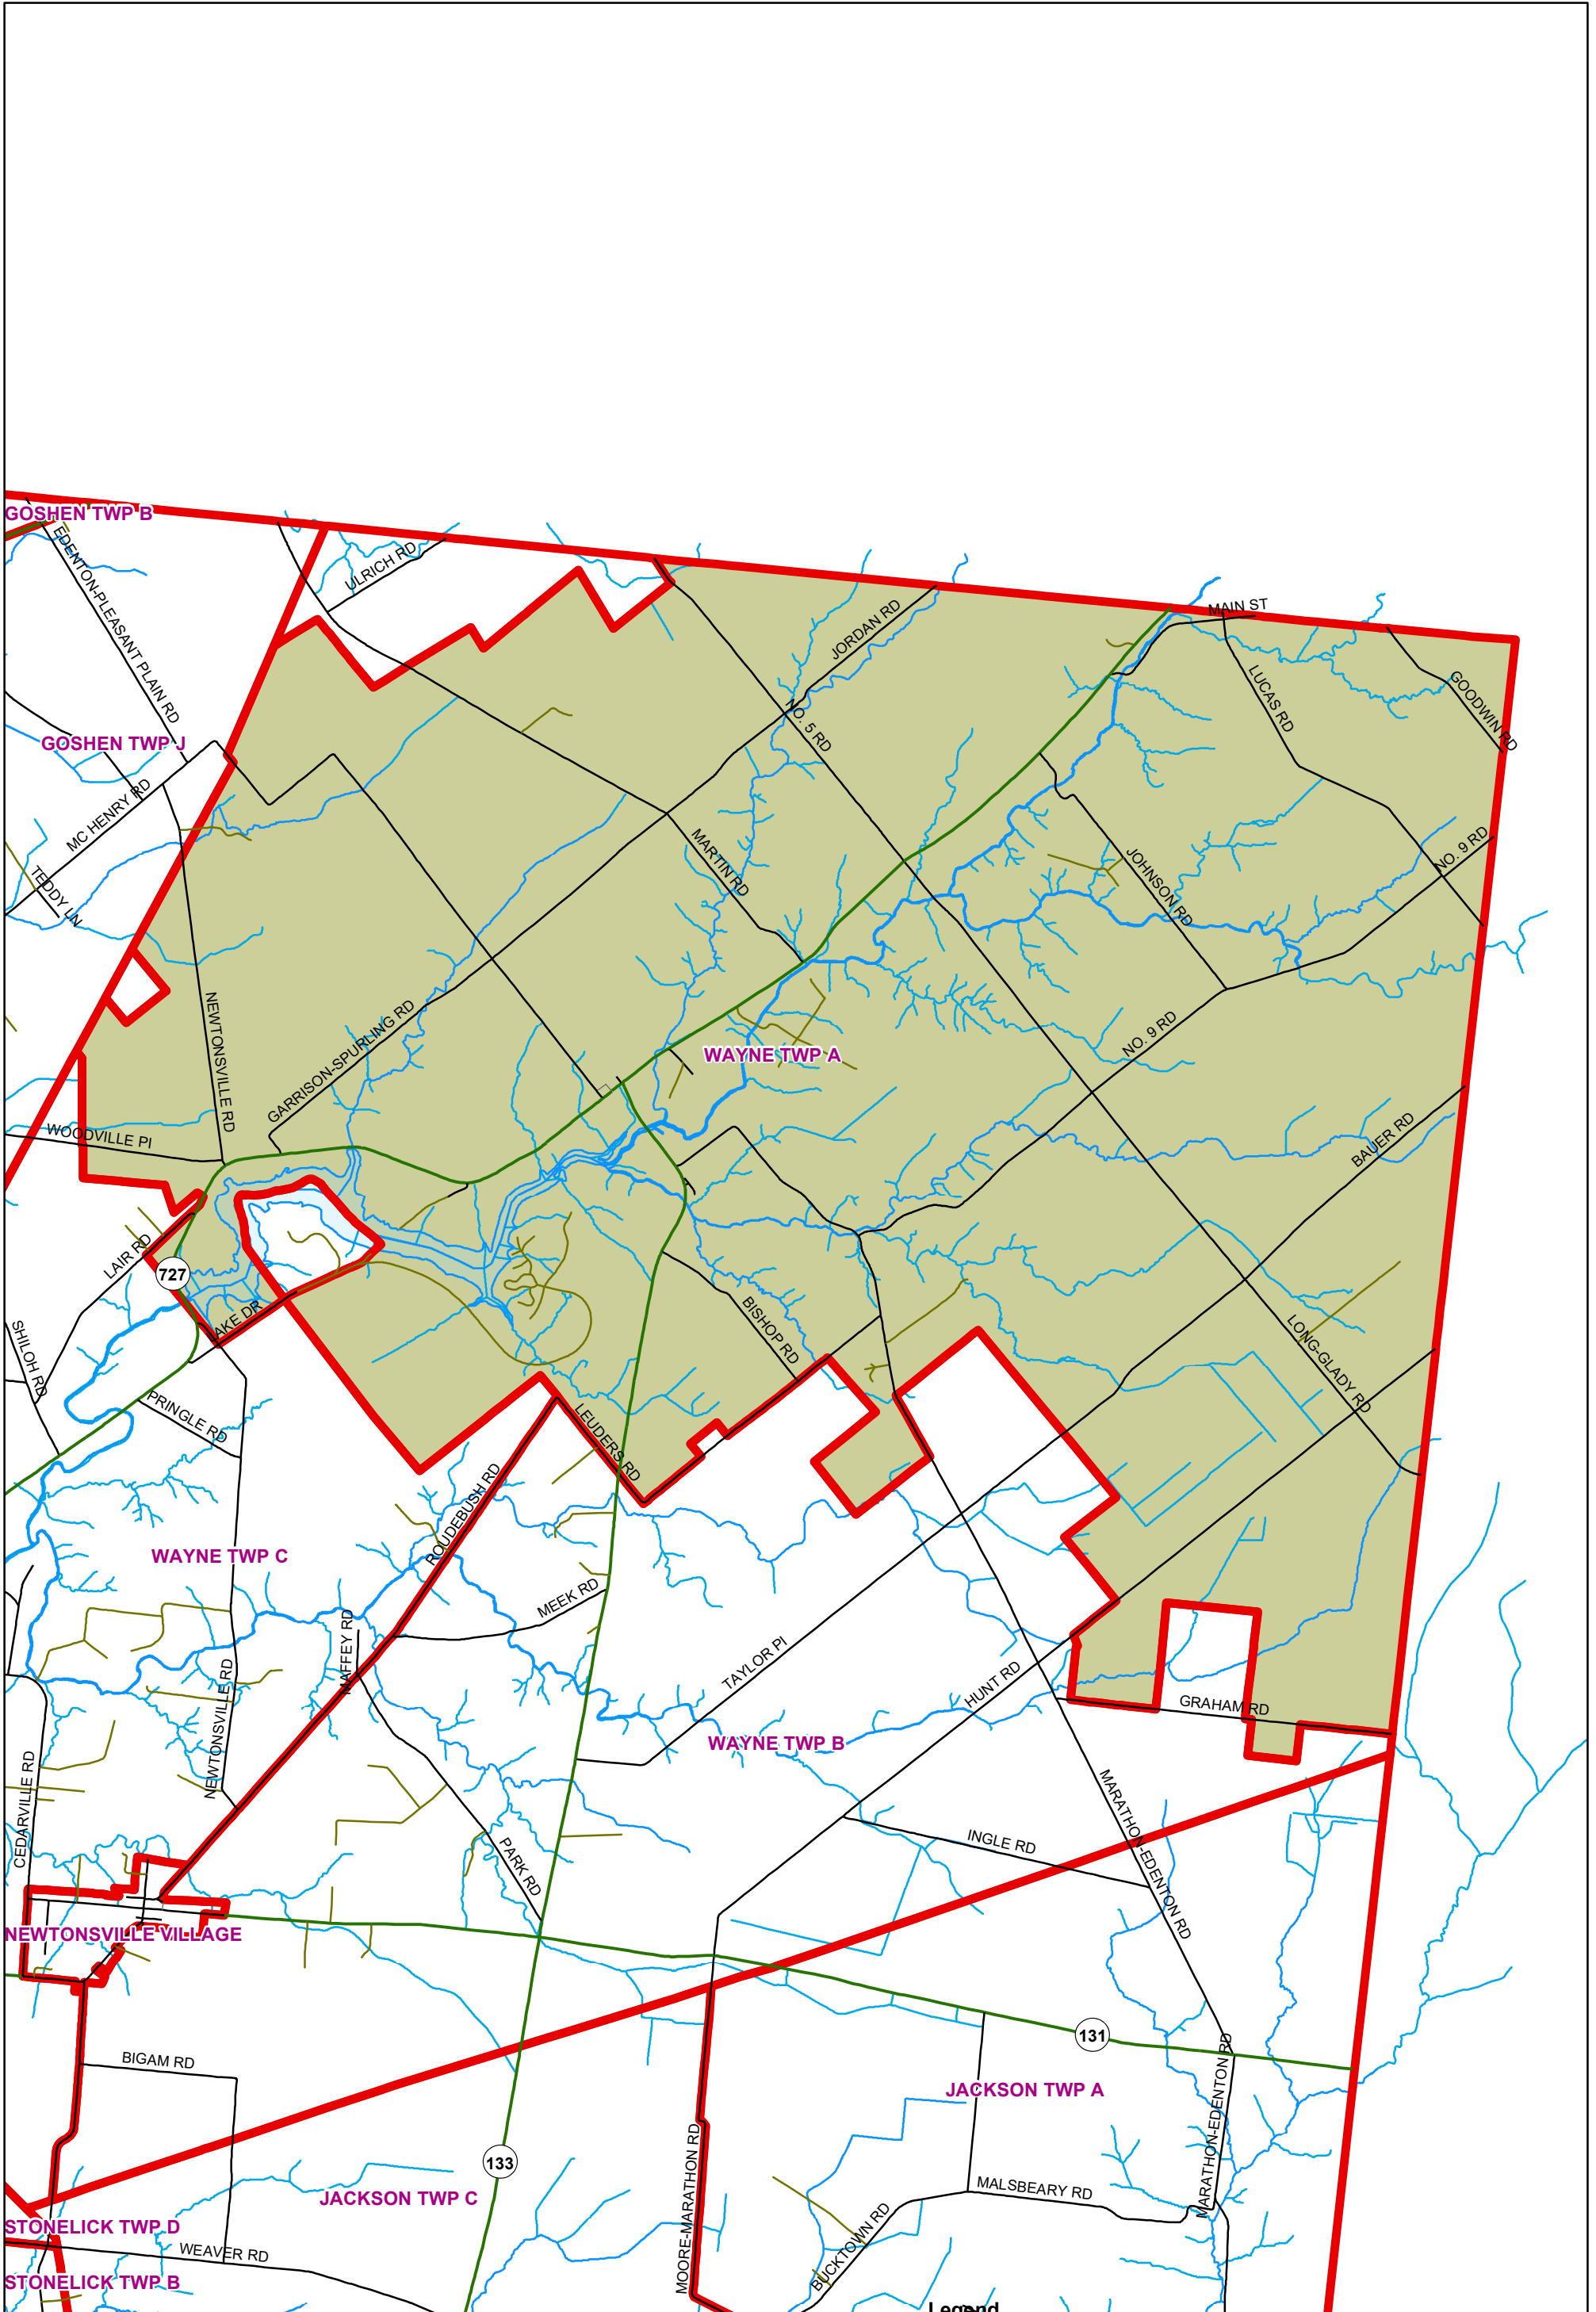 MAIN ST
GOSHEN TWP B
EDENTON-PLEASANT PLAIN RD
ULRICH RD
JORDAN RD
LUCAS RD
GOODWIN RD
NO. 5 RD
GOSHEN TWP J
MC HENRY RD
TEDDY LN
MARTIN RD
JOHNSON RD
NO. 9 RD
NEWTONSVILLE RD
GARRISON-SPURLING RD
WAYNE TWP A
NO. 9 RD
WOODVILLE PI
BAUER RD
LAIR RD
727
AKE DR
SHILOH RD
BISHOP RD
LONG-GLADY RD
PRINGLE RD
LEUDERS RD
ROUDEBUSH RD
WAYNE TWP C
MEEK RD
MAFFEY RD
TAYLOR PI
HUNT RD
GRAHAM RD
NEWTONSVILLE RD
WAYNE TWP B
CEDARVILLE RD
MARATHON-EDENTON RD
INGLE RD
PARK RD
NEWTONSVILLE VILLAGE
131
BIGAM RD
JACKSON TWP A
MARATHON-EDENTON RD
133
MALSBEARY RD
JACKSON TWP C
MOORE-MARATHON RD
BUCKTOWN RD
STONELICK TWP D
WEAVER RD
STONELICK TWP B
Legend